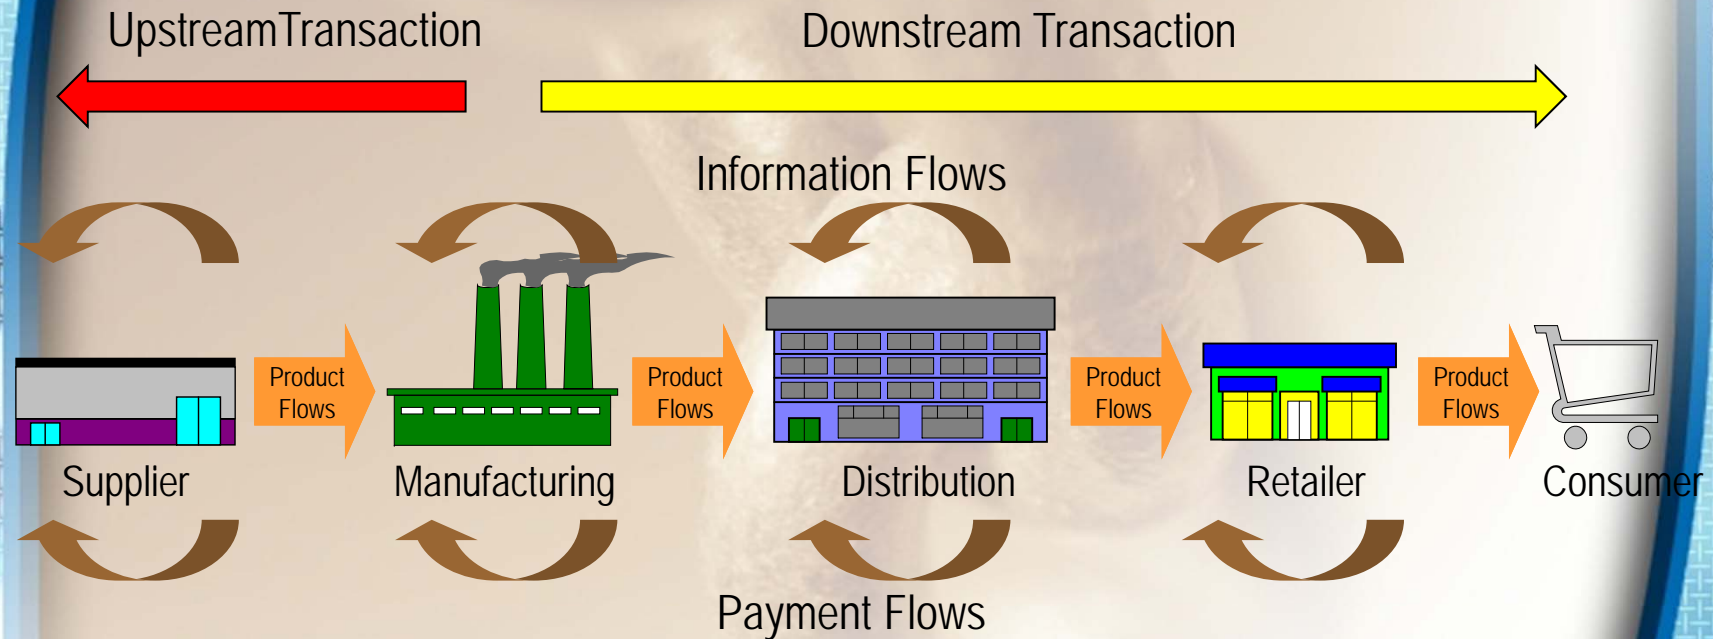 UpstreamTransaction
Downstream Transaction
Information Flows
Product
Flows
Product
Flows
Product
Flows
Product
Flows
Supplier
Manufacturing
Distribution
Retailer
Consumer
Payment Flows